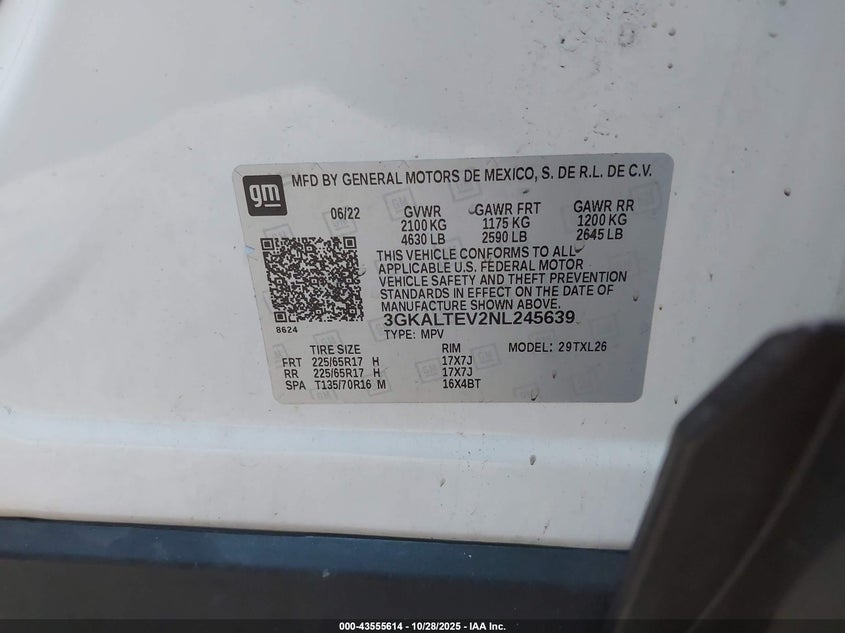 gm
MFD BY GENERAL MOTORS DE MEXICO, S. DE R.L. DE C.V.
06/22 GVWR GAWR FRT GAWR RR
2100 KG 1175 KG 1200 KG
4630 LB 2590 LB 2645 LB
THIS VEHICLE CONFORMS TO ALL
APPLICABLE U.S. FEDERAL MOTOR
VEHICLE SAFETY AND THEFT PREVENTION
STANDARDS IN EFFECT ON THE DATE OF
MANUFACTURE SHOWN ABOVE.
8624
3GKALTEV2NL245639
TYPE: MPV
TIRE SIZE RIM MODEL: 29TXL26
FRT 225/65R17 H 17X7J
RR 225/65R17 H 17X7J
SPA T135/70R16 M 16X4BT
000-43555614 - 10/28/2025 - IAA Inc.